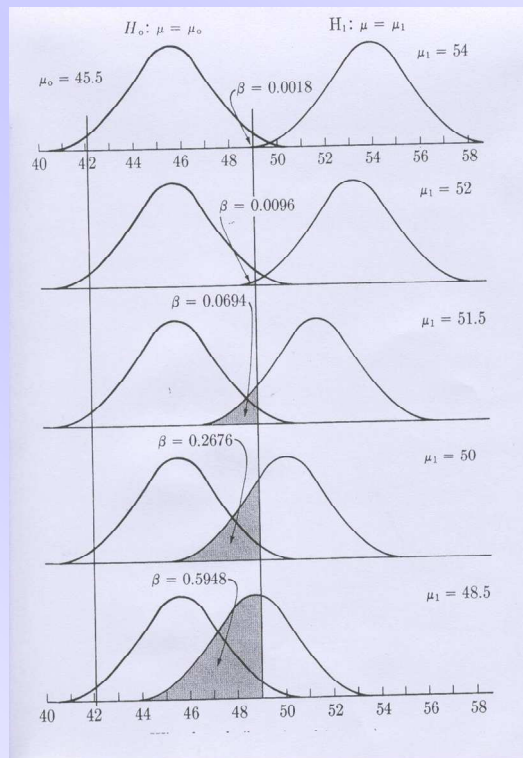 H₀: μ = μ₀ H₁: μ = μ₁
μ₀ = 45.5 μ₁ = 54
β = 0.0018
40 42 44 46 48 50 52 54 56 58
μ₁ = 52
β = 0.0096
β = 0.0694
μ₁ = 51.5
β = 0.2676
μ₁ = 50
β = 0.5948
μ₁ = 48.5
40 42 44 46 48 50 52 54 56 58